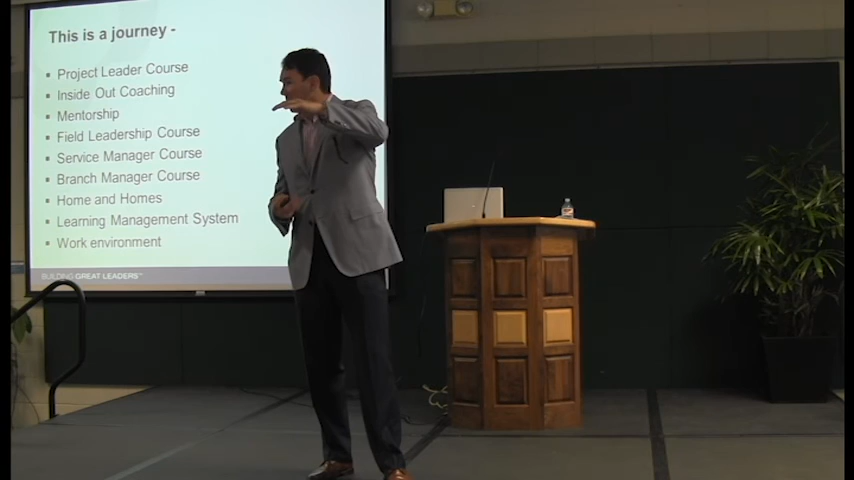 This is a journey -
Project Leader Course
Inside Out Coaching
Mentorship
Field Leadership Course
Service Manager Course
Branch Manager Course
Home and Homes
Learning Management System
Work environment
BUILDING GREAT LEADERS™